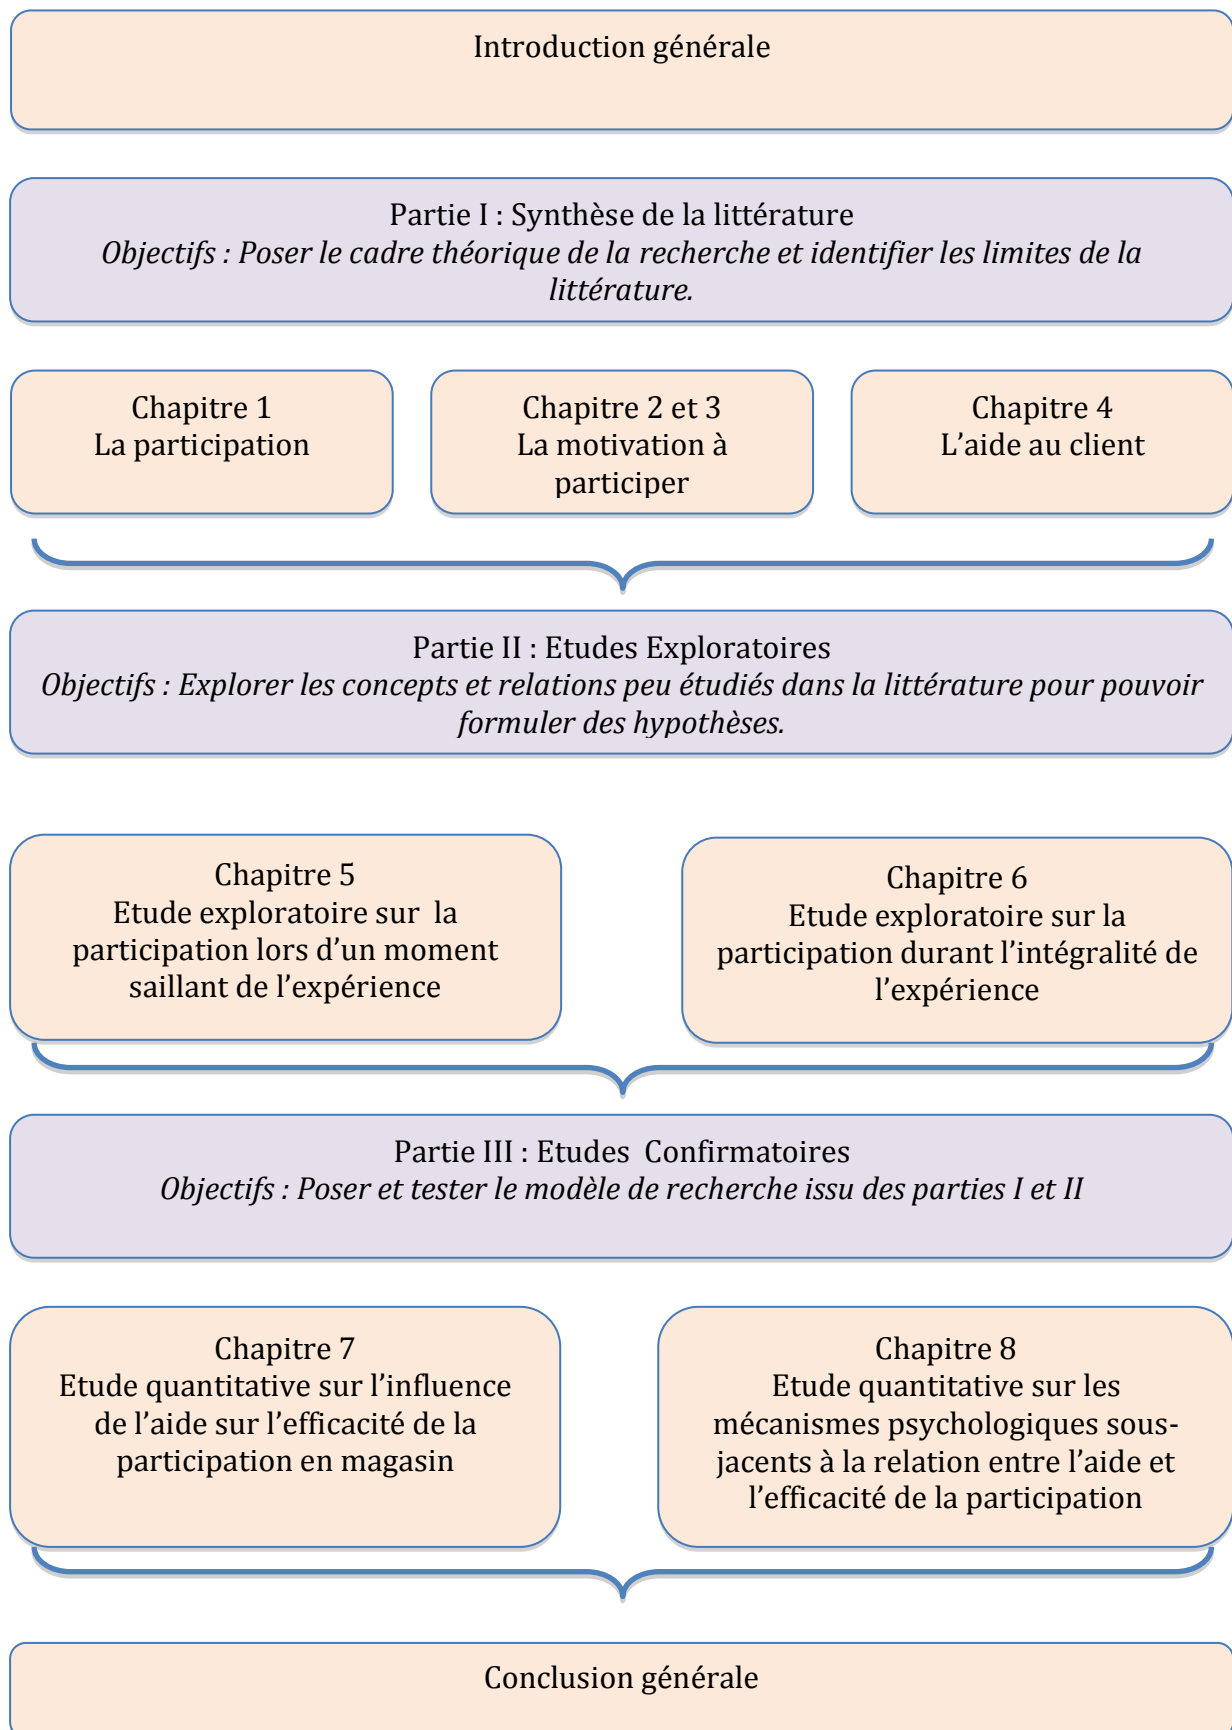 Introduction générale
Partie I : Synthèse de la littérature
Objectifs : Poser le cadre théorique de la recherche et identifier les limites de la
littérature.
Chapitre 1
La participation
Chapitre 2 et 3
La motivation à
participer
Chapitre 4
L’aide au client
Partie II : Etudes Exploratoires
Objectifs : Explorer les concepts et relations peu étudiés dans la littérature pour pouvoir
formuler des hypothèses.
Chapitre 5
Etude exploratoire sur la
participation lors d’un moment
saillant de l’expérience
Chapitre 6
Etude exploratoire sur la
participation durant l’intégralité de
l’expérience
Partie III : Etudes Confirmatoires
Objectifs : Poser et tester le modèle de recherche issu des parties I et II
Chapitre 7
Etude quantitative sur l’influence
de l’aide sur l’efficacité de la
participation en magasin
Chapitre 8
Etude quantitative sur les
mécanismes psychologiques sous-
jacents à la relation entre l’aide et
l’efficacité de la participation
Conclusion générale